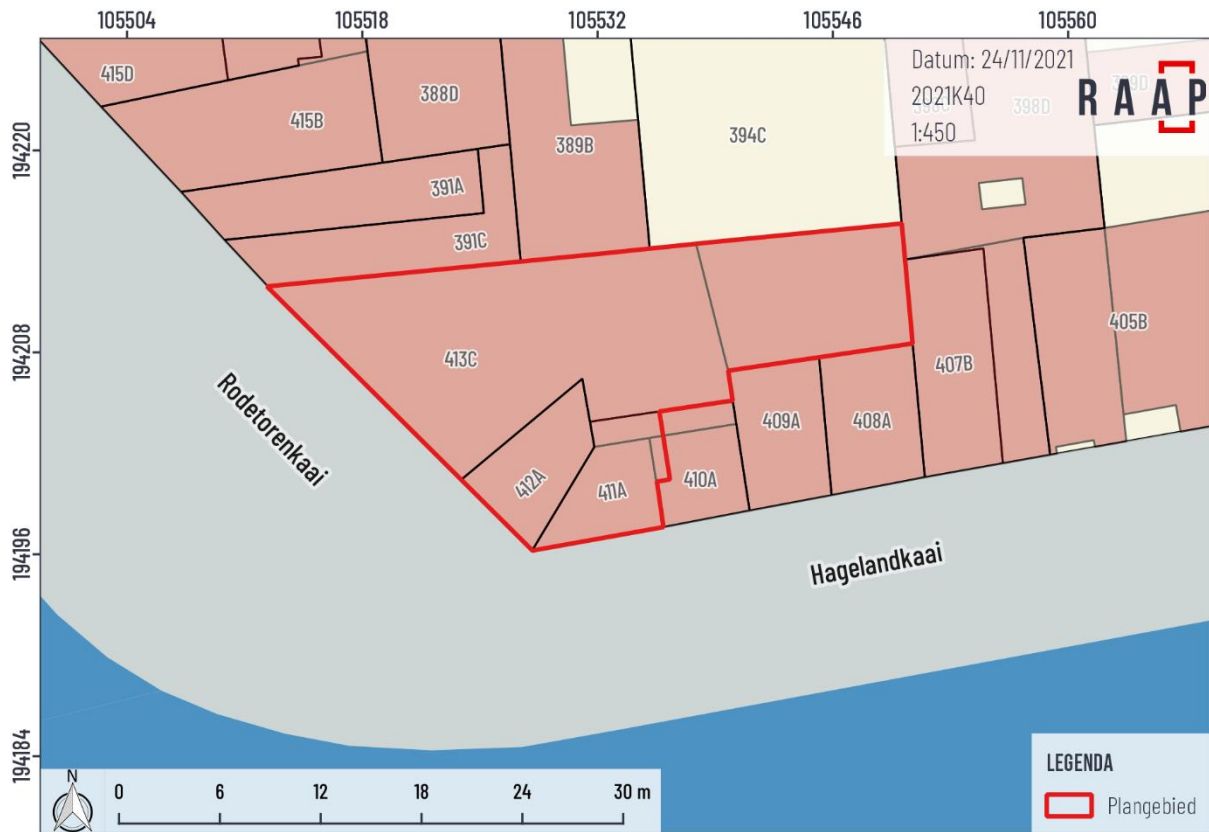 105504 105518 105532 105546 105560
Datum: 24/11/2021
2021K40
1:450
RAAP
415D
388D
415B
389B
394C
398D
194220
391A
391C
194208
413C
405B
407B
409A
408A
412A
411A
410A
Rodetorenkaai
194196
Hagelandkaai
194184
N
0 6 12 18 24 30 m
LEGENDA
Plangebied